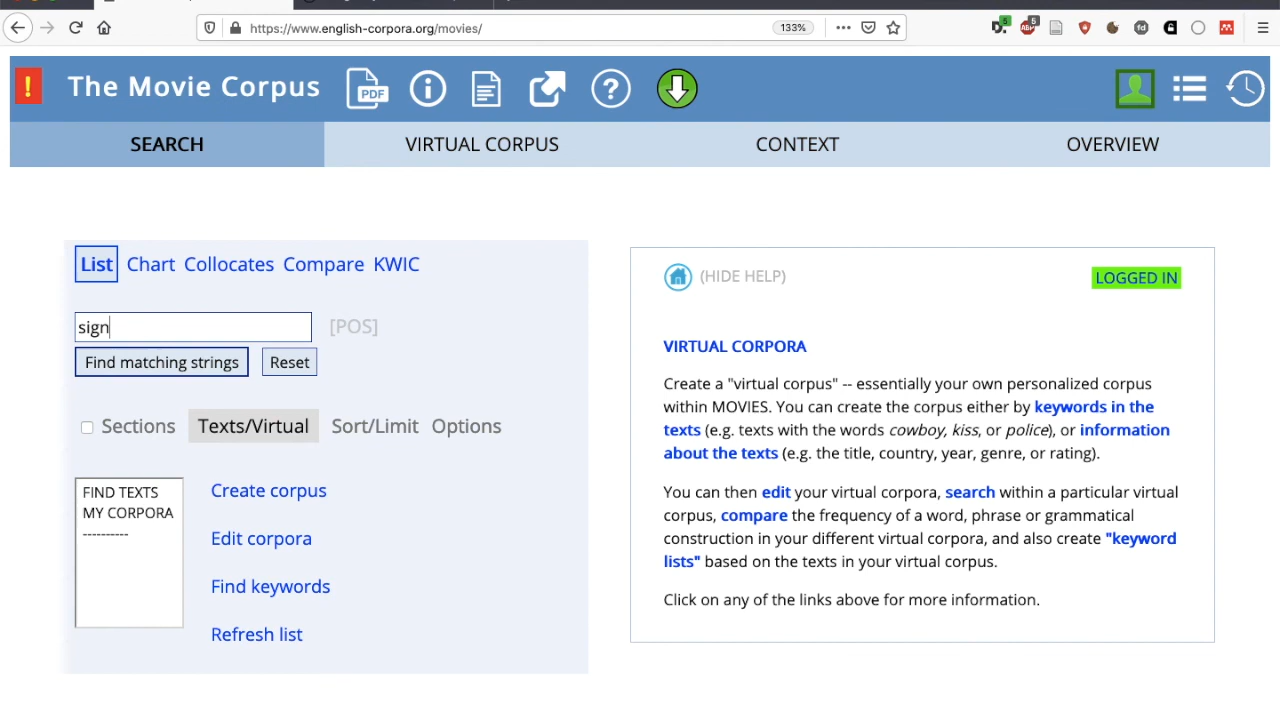 https://www.english-corpora.org/movies/
133%
5
5
fd
!
The Movie Corpus
PDF
i
?
SEARCH
VIRTUAL CORPUS
CONTEXT
OVERVIEW
List Chart Collocates Compare KWIC
sign
[POS]
Find matching strings
Reset
Sections
Texts/Virtual
Sort/Limit
Options
FIND TEXTS
MY CORPORA
----------
Create corpus
Edit corpora
Find keywords
Refresh list
(HIDE HELP)
LOGGED IN
VIRTUAL CORPORA
Create a "virtual corpus" -- essentially your own personalized corpus
within MOVIES. You can create the corpus either by keywords in the
texts (e.g. texts with the words cowboy, kiss, or police), or information
about the texts (e.g. the title, country, year, genre, or rating).
You can then edit your virtual corpora, search within a particular virtual
corpus, compare the frequency of a word, phrase or grammatical
construction in your different virtual corpora, and also create "keyword
lists" based on the texts in your virtual corpus.
Click on any of the links above for more information.